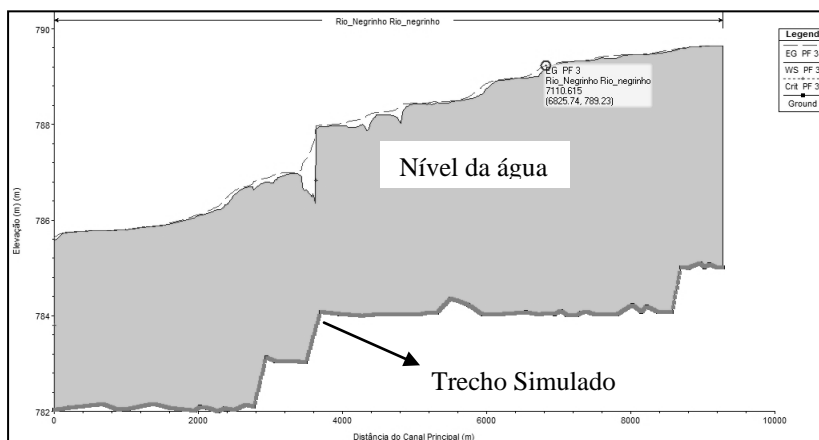 Rio_Negrinho Rio_negrinho
790
788
786
784
782
Elevação (m) (m)
0
2000
4000
6000
8000
10000
Distância do Canal Principal (m)
EG PF 3
Rio_Negrinho Rio_negrinho
7110.615
(6825.74, 789.23)
Nível da água
Trecho Simulado
Legend
EG PF 3
WS PF 3
Crit PF 3
Ground